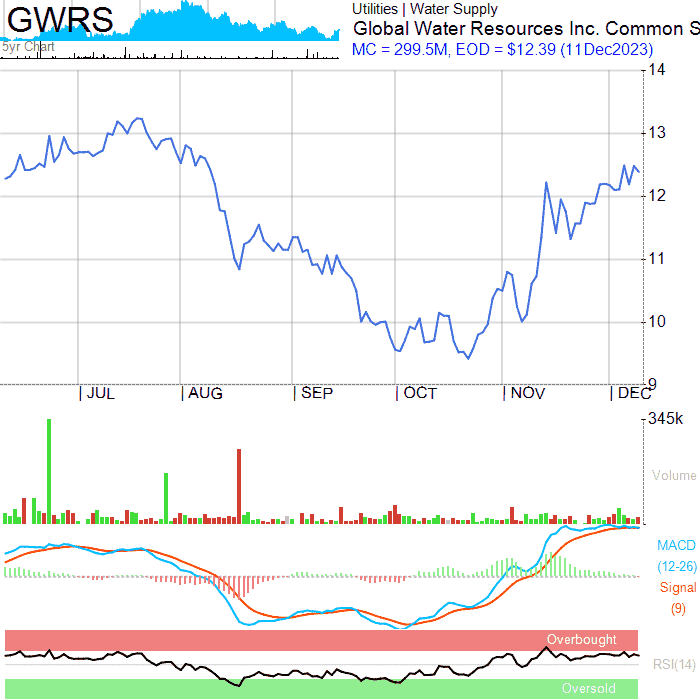 GWRS
5yr Chart
Utilities | Water Supply
Global Water Resources Inc. Common S
MC = 299.5M, EOD = $12.39 (11Dec2023)
14
13
12
11
10
9
JUL AUG SEP OCT NOV DEC
345k
Volume
MACD
(12-26)
Signal
(9)
Overbought
RSI(14)
Oversold